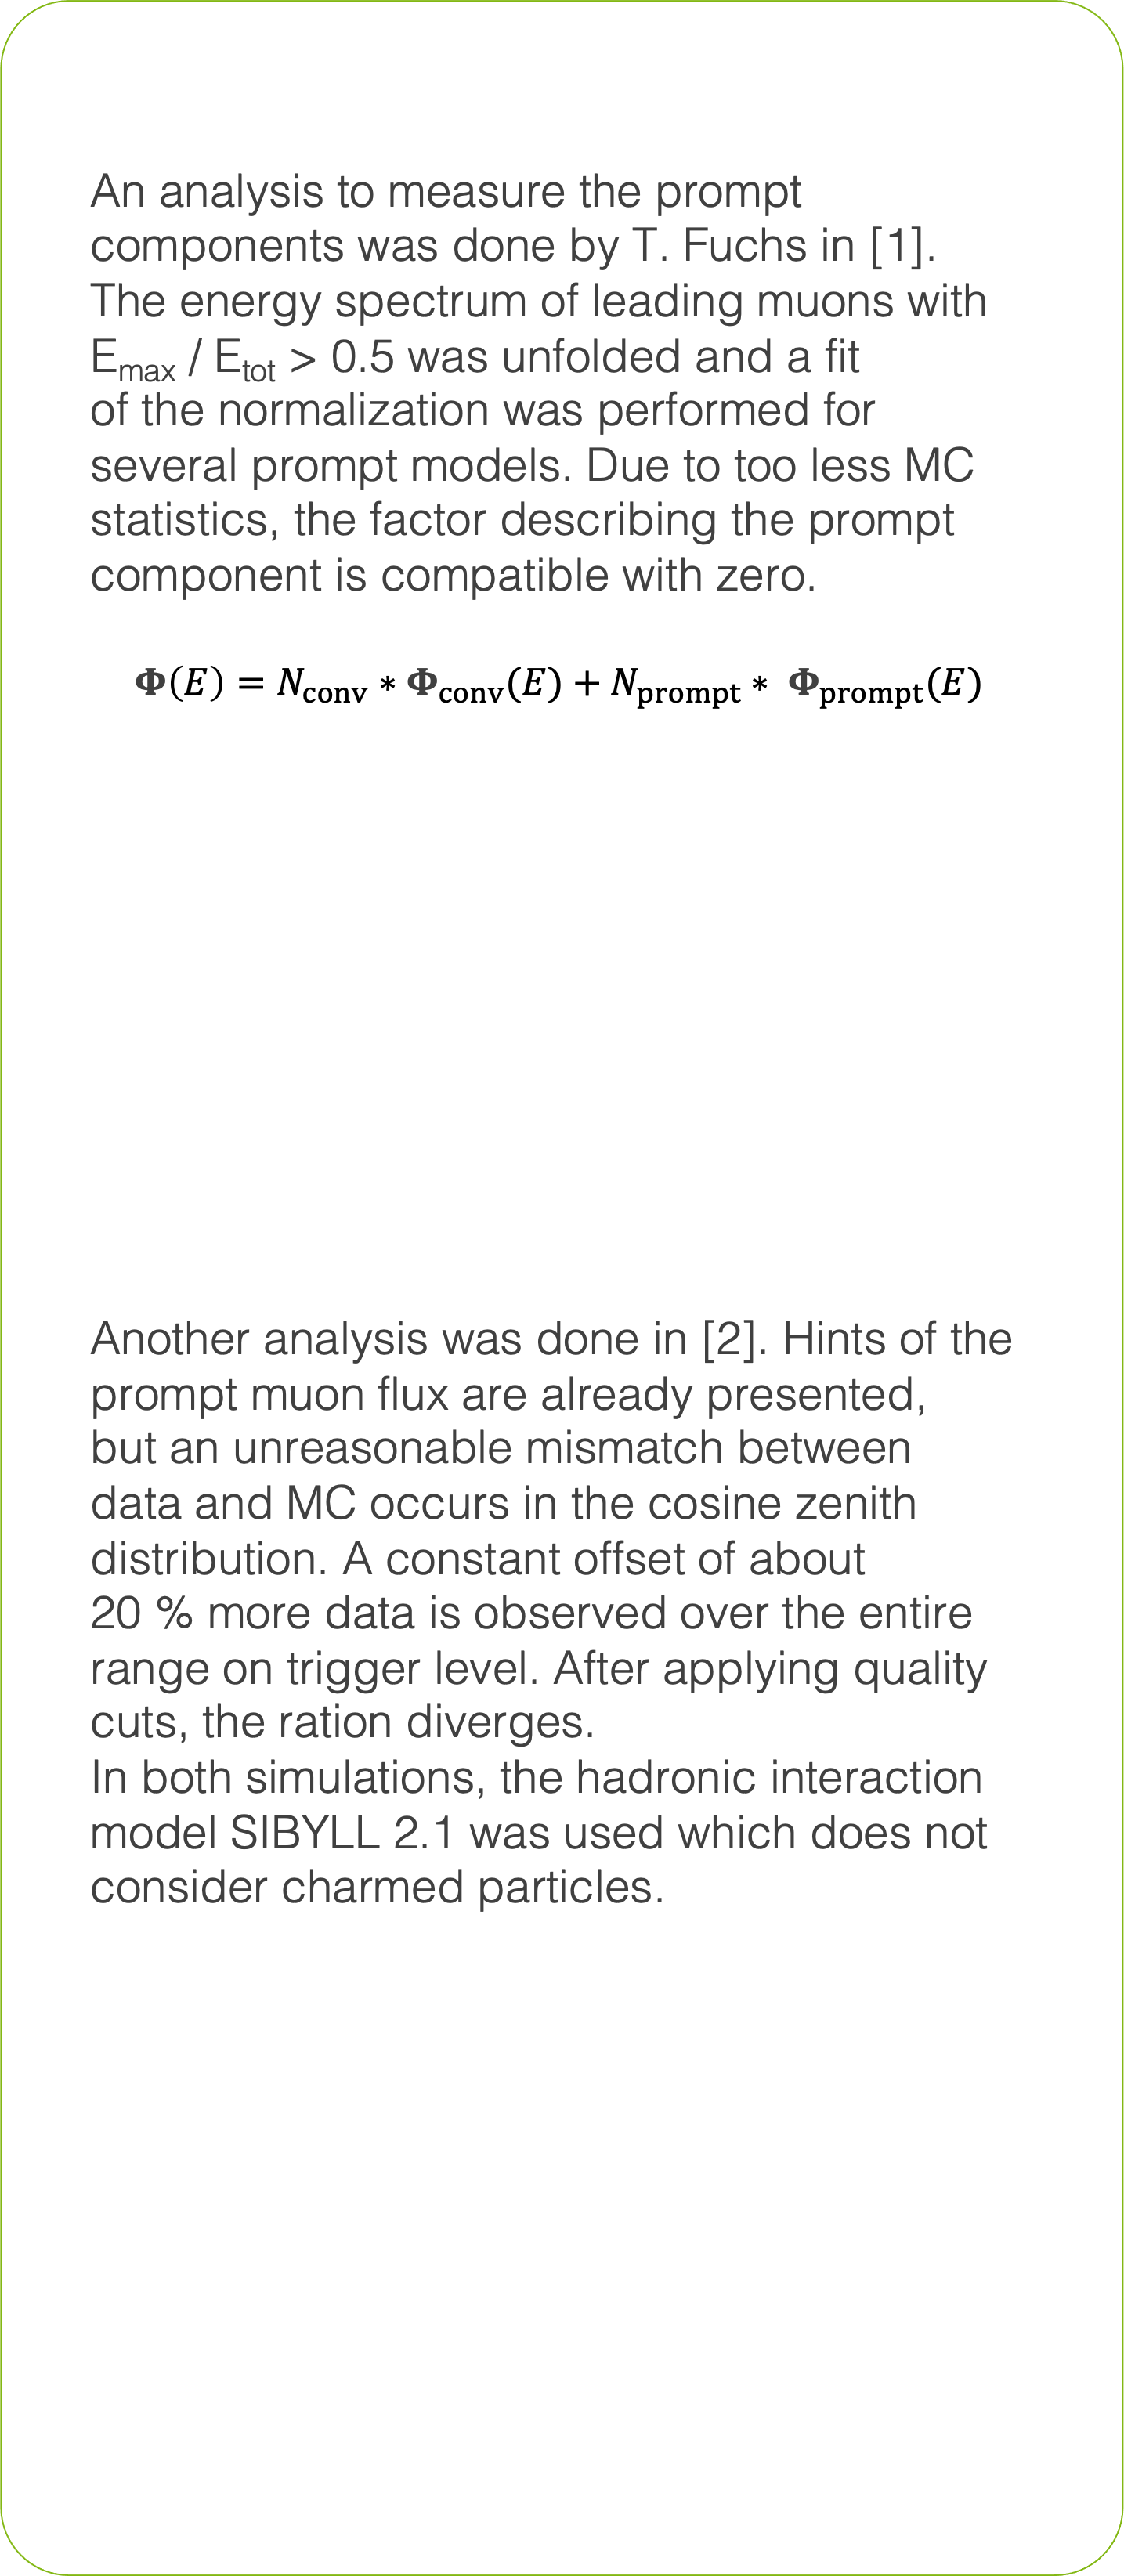 An analysis to measure the prompt
components was done by T. Fuchs in [1].
The energy spectrum of leading muons with
E_max / E_tot > 0.5 was unfolded and a fit
of the normalization was performed for
several prompt models. Due to too less MC
statistics, the factor describing the prompt
component is compatible with zero.
Φ(E) = N_conv * Φ_conv(E) + N_prompt * Φ_prompt(E)
Another analysis was done in [2]. Hints of the
prompt muon flux are already presented,
but an unreasonable mismatch between
data and MC occurs in the cosine zenith
distribution. A constant offset of about
20 % more data is observed over the entire
range on trigger level. After applying quality
cuts, the ration diverges.
In both simulations, the hadronic interaction
model SIBYLL 2.1 was used which does not
consider charmed particles.